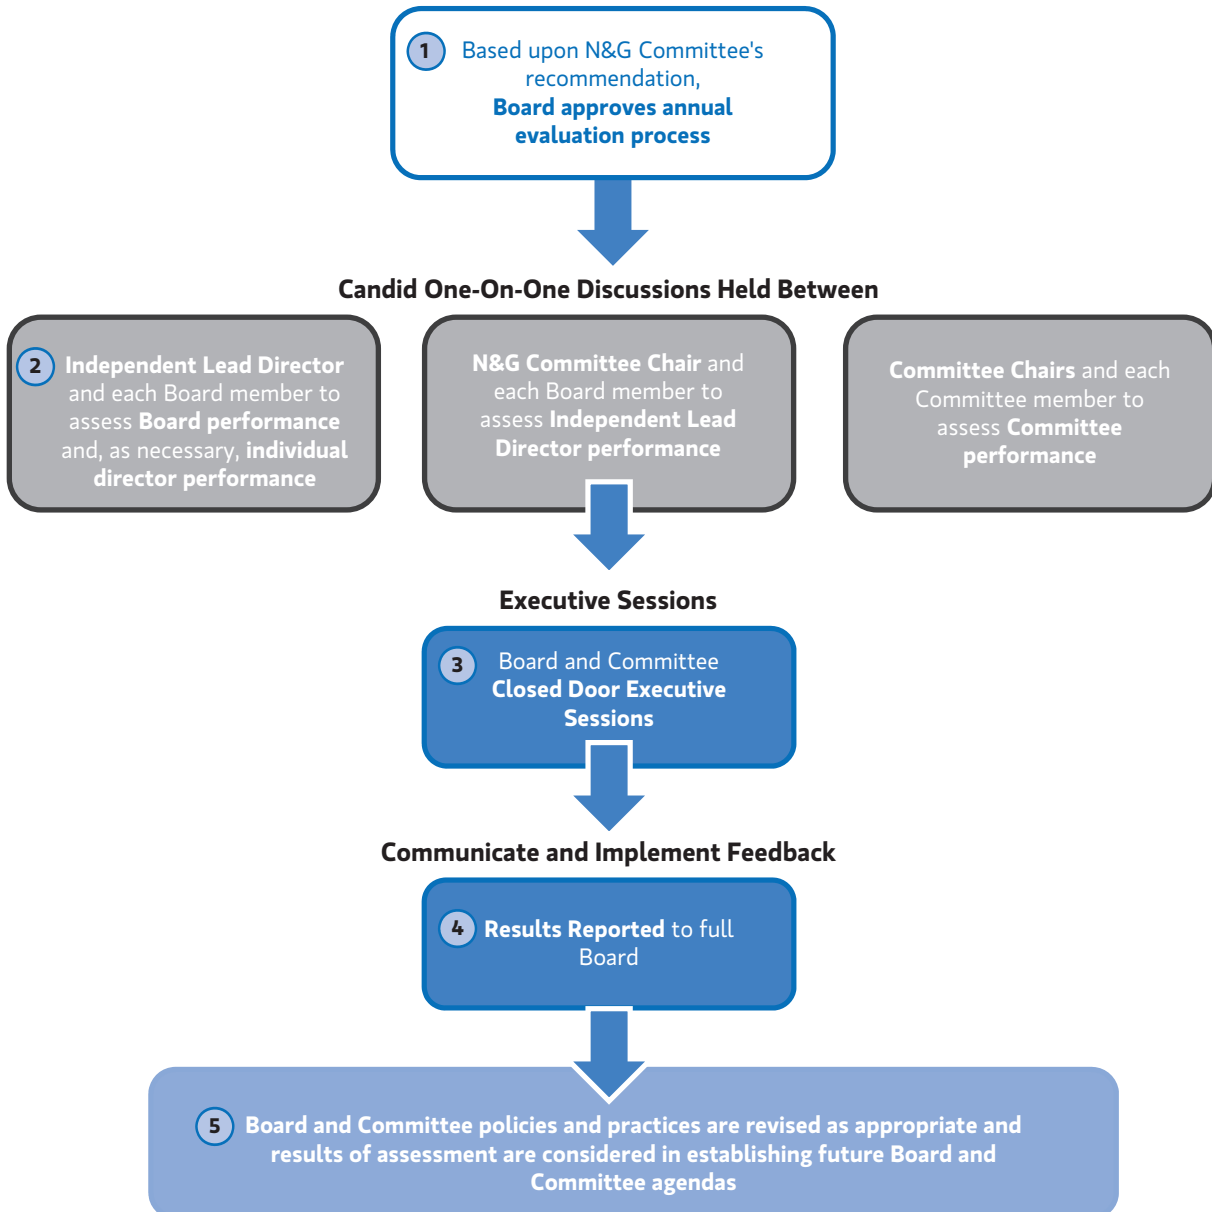 1
Based upon N&G Committee's
recommendation,
Board approves annual
evaluation process
Candid One-On-One Discussions Held Between
2
Independent Lead Director
and each Board member to
assess Board performance
and, as necessary, individual
director performance
N&G Committee Chair and
each Board member to
assess Independent Lead
Director performance
Committee Chairs and each
Committee member to
assess Committee
performance
Executive Sessions
3
Board and Committee
Closed Door Executive
Sessions
Communicate and Implement Feedback
4
Results Reported to full
Board
5
Board and Committee policies and practices are revised as appropriate and
results of assessment are considered in establishing future Board and
Committee agendas